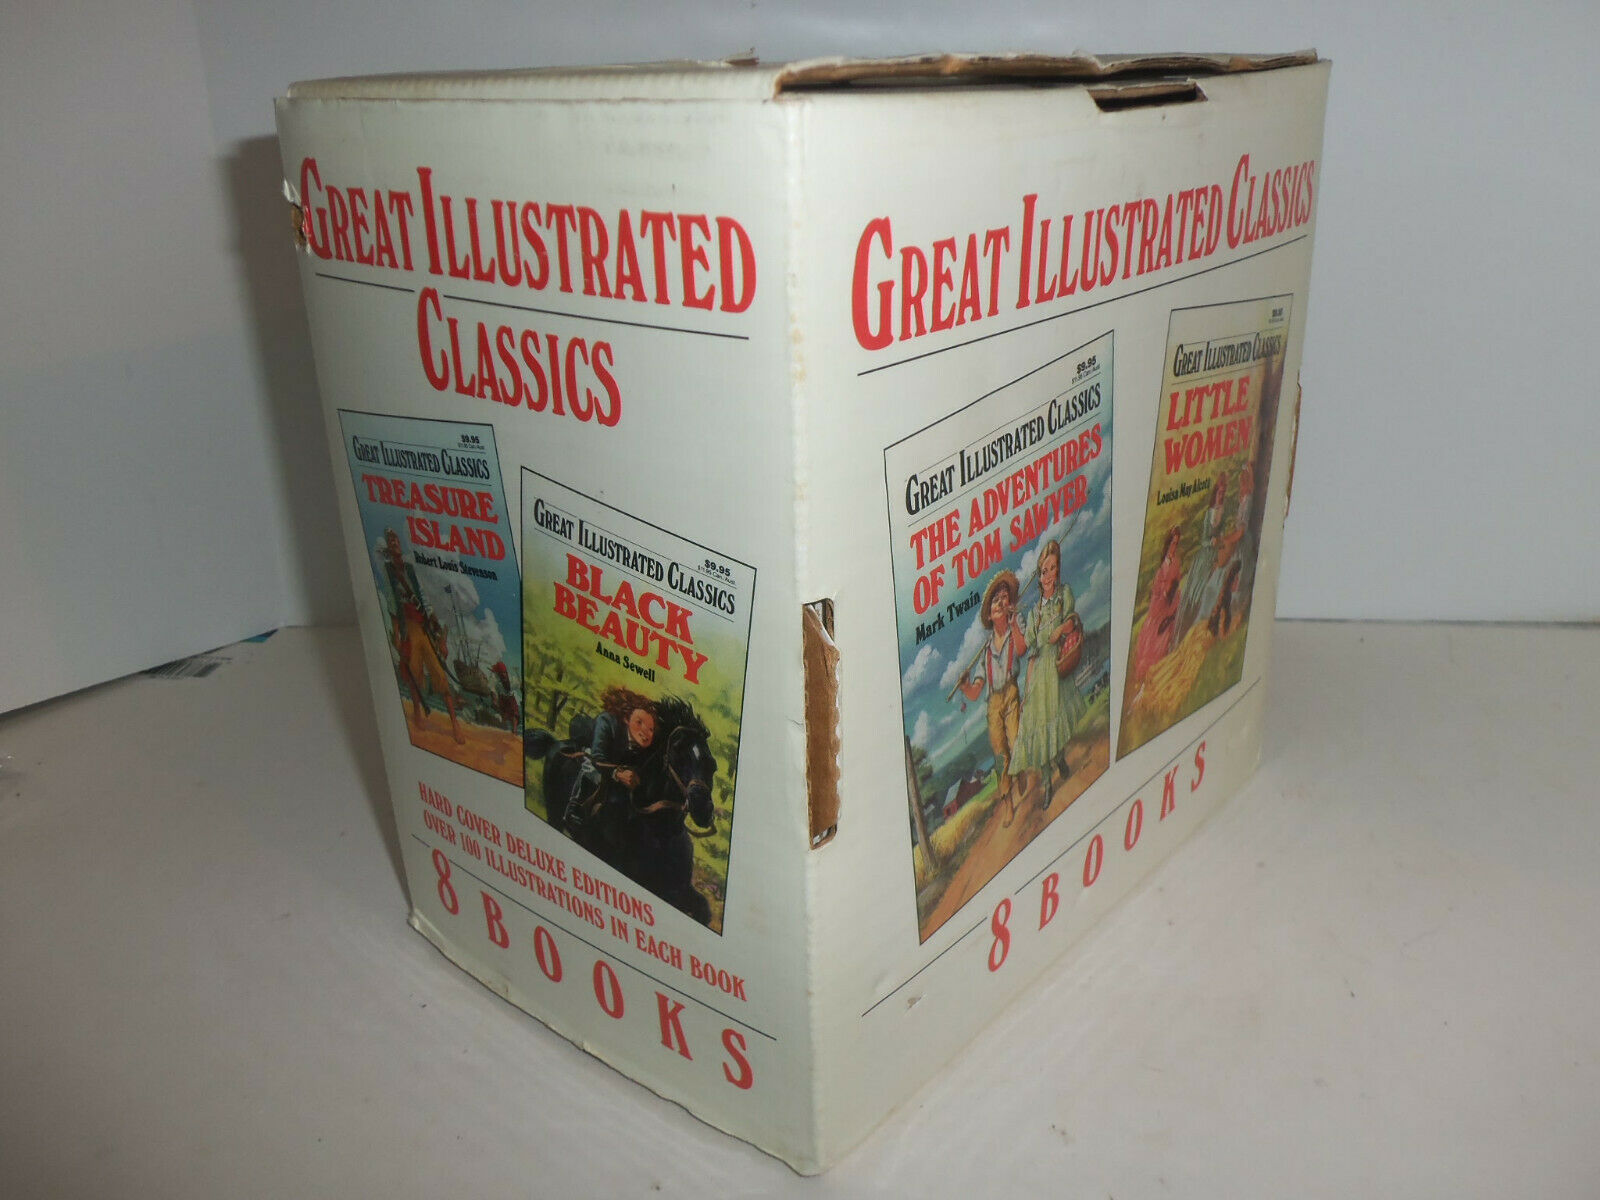 GREAT ILLUSTRATED
CLASSICS
$9.95
GREAT ILLUSTRATED CLASSICS
TREASURE
ISLAND
Robert Louis Stevenson
$9.95
GREAT ILLUSTRATED CLASSICS
BLACK
BEAUTY
Anna Sewell
HARD COVER DELUXE EDITIONS
OVER 100 ILLUSTRATIONS IN EACH BOOK
8 BOOKS
GREAT ILLUSTRATED CLASSICS
$9.95
GREAT ILLUSTRATED CLASSICS
THE ADVENTURES
OF TOM SAWYER
Mark Twain
GREAT ILLUSTRATED CLASSICS
LITTLE
WOMEN
Louisa May Alcott
8 BOOKS